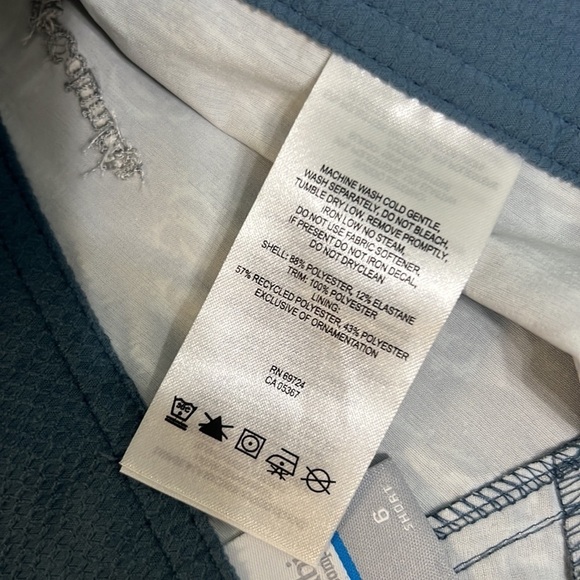 MACHINE WASH COLD GENTLE,
WASH SEPARATELY, DO NOT BLEACH,
TUMBLE DRY LOW, REMOVE PROMPTLY,
IRON LOW NO STEAM,
DO NOT USE FABRIC SOFTENER,
IF PRESENT DO NOT IRON DECAL,
DO NOT DRYCLEAN
SHELL: 88% POLYESTER, 12% ELASTANE
TRIM: 100% POLYESTER
LINING:
57% RECYCLED POLYESTER, 43% POLYESTER
EXCLUSIVE OF ORNAMENTATION
RN 69724
CA 05367
30C
6
SHORT